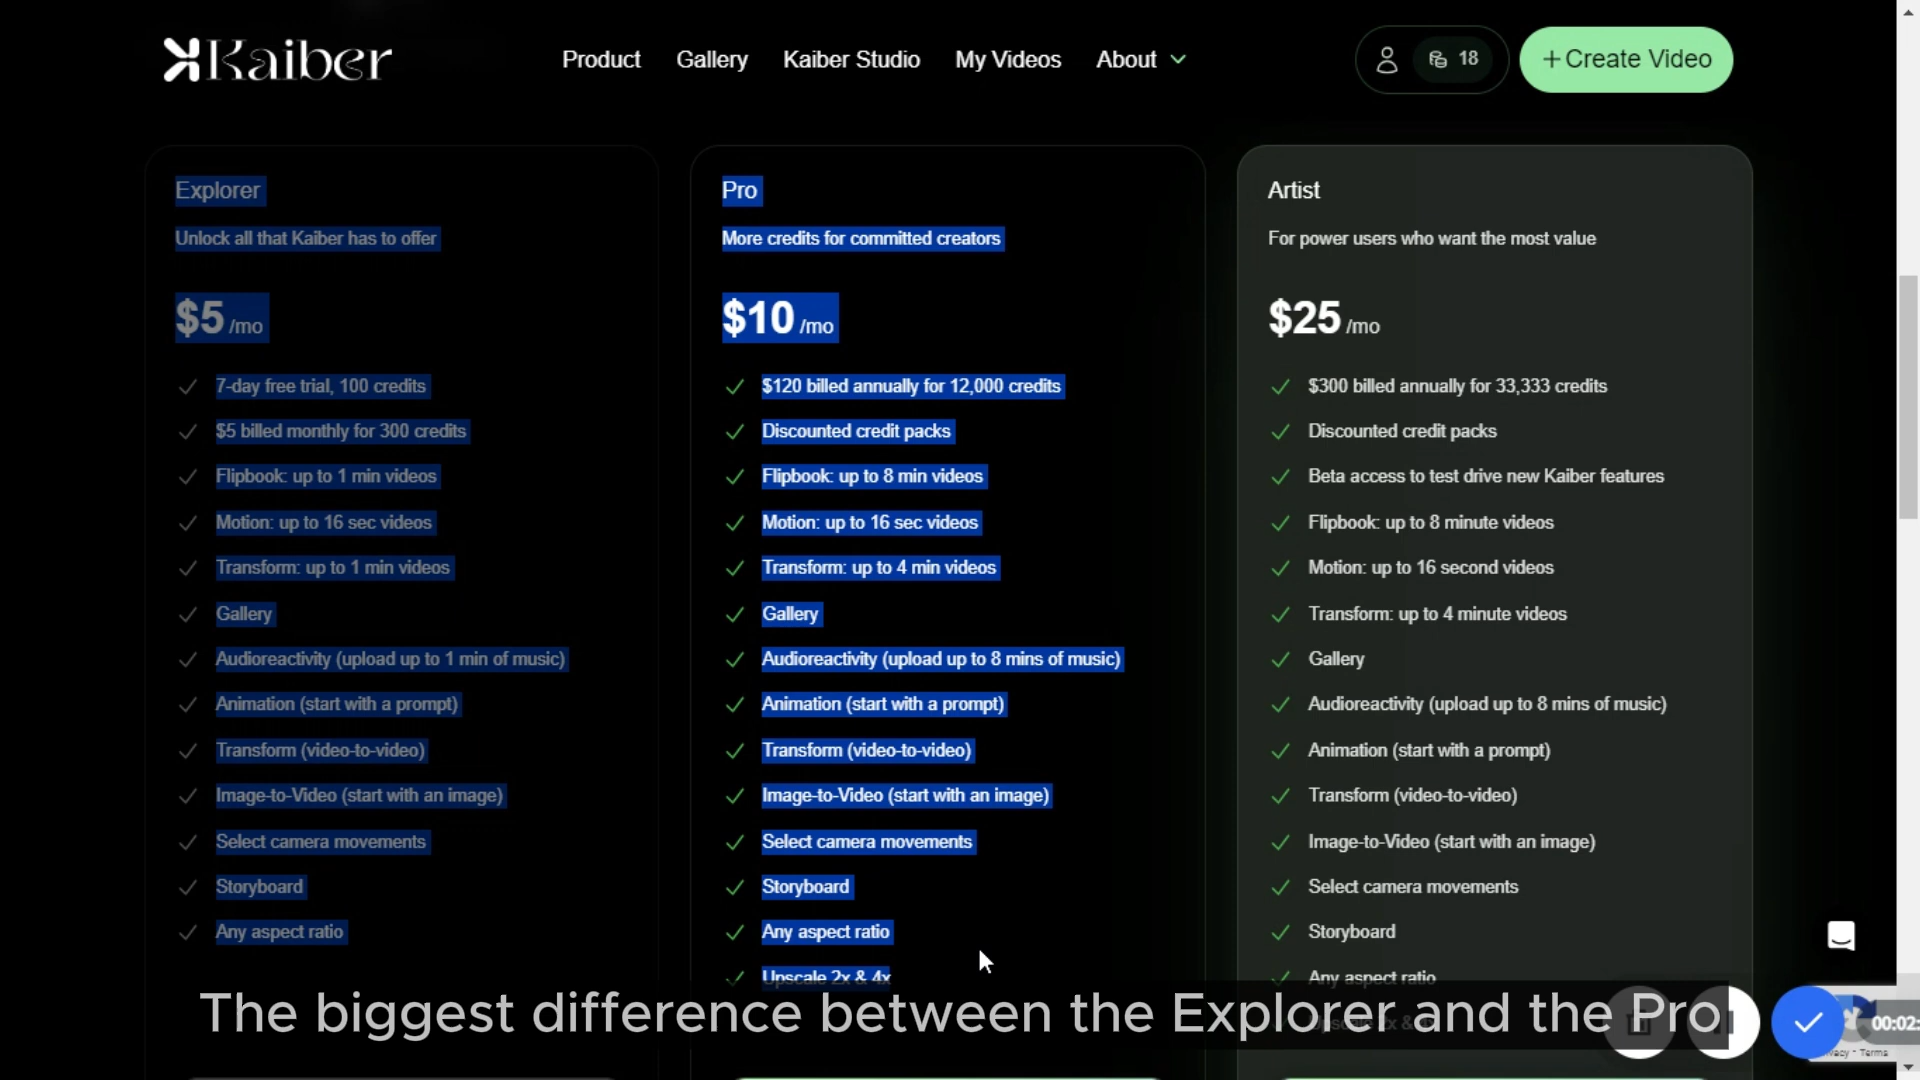 Kaiber
Product
Gallery
Kaiber Studio
My Videos
About
18
+Create Video
Explorer
Unlock all that Kaiber has to offer
$5 /mo
7-day free trial, 100 credits
$5 billed monthly for 300 credits
Flipbook: up to 1 min videos
Motion: up to 16 sec videos
Transform: up to 1 min videos
Gallery
Audioreactivity (upload up to 1 min of music)
Animation (start with a prompt)
Transform (video-to-video)
Image-to-Video (start with an image)
Select camera movements
Storyboard
Any aspect ratio
Pro
More credits for committed creators
$10 /mo
$120 billed annually for 12,000 credits
Discounted credit packs
Flipbook: up to 8 min videos
Motion: up to 16 sec videos
Transform: up to 4 min videos
Gallery
Audioreactivity (upload up to 8 mins of music)
Animation (start with a prompt)
Transform (video-to-video)
Image-to-Video (start with an image)
Select camera movements
Storyboard
Any aspect ratio
Upscale 2x & 4x
Artist
For power users who want the most value
$25 /mo
$300 billed annually for 33,333 credits
Discounted credit packs
Beta access to test drive new Kaiber features
Flipbook: up to 8 minute videos
Motion: up to 16 second videos
Transform: up to 4 minute videos
Gallery
Audioreactivity (upload up to 8 mins of music)
Animation (start with a prompt)
Transform (video-to-video)
Image-to-Video (start with an image)
Select camera movements
Storyboard
Any aspect ratio
The biggest difference between the Explorer and the Pro
00:02:
Terms